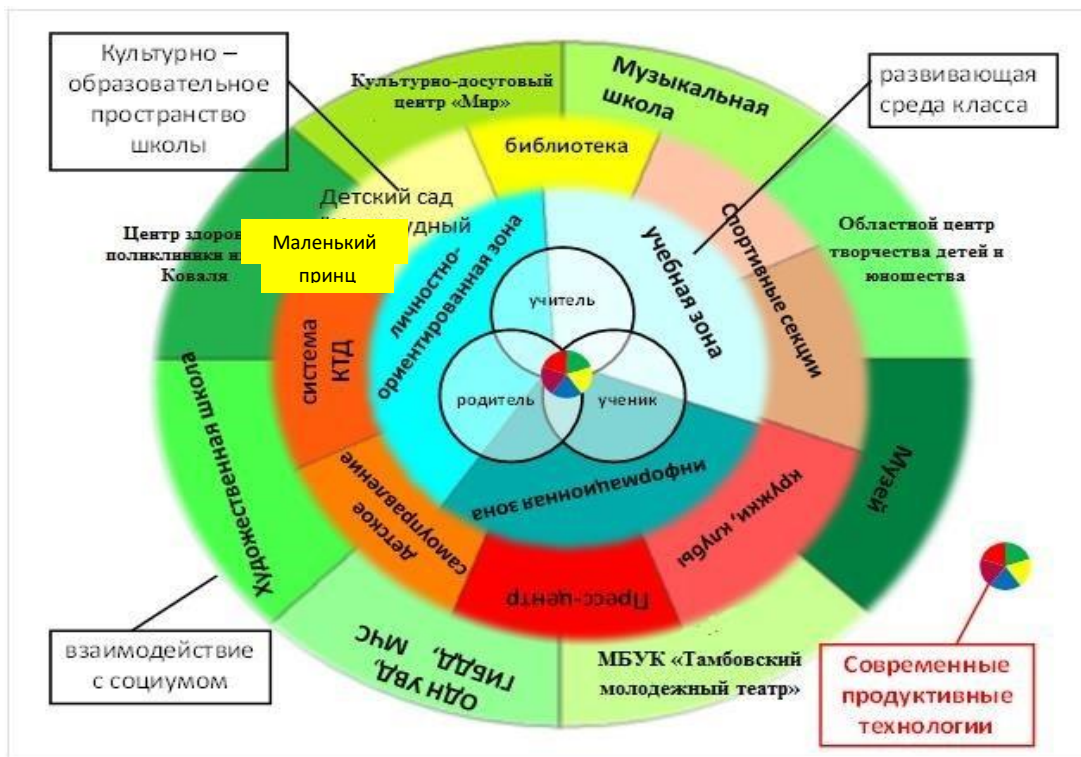 Культурно –
образовательное
пространство
школы
Культурно-досуговый
центр «Мир»
Музыкальная
школа
развивающая
среда класса
библиотека
Детский сад
Маленький
принц
Центр
поликлиники
Коваля
личностно-
ориентированная зона
учебная зона
Спортивные секции
Областной центр
творчества детей и
юношества
учитель
родитель
ученик
система
КТД
информационная зона
Художественная школа
детское
самоуправление
Пресс-центр
кружки, клубы
Музей
ОДН УВД,
ГИБДД, МЧС
МБУК «Тамбовский
молодежный театр»
взаимодействие
с социумом
Современные
продуктивные
технологии